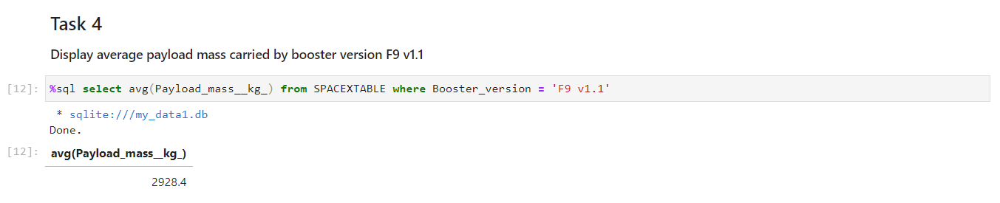 Task 4
Display average payload mass carried by booster version F9 v1.1
[12]: %sql select avg(Payload_mass__kg_) from SPACEXTABLE where Booster_version = 'F9 v1.1'
* sqlite:///my_data1.db
Done.
[12]: avg(Payload_mass__kg_)
2928.4